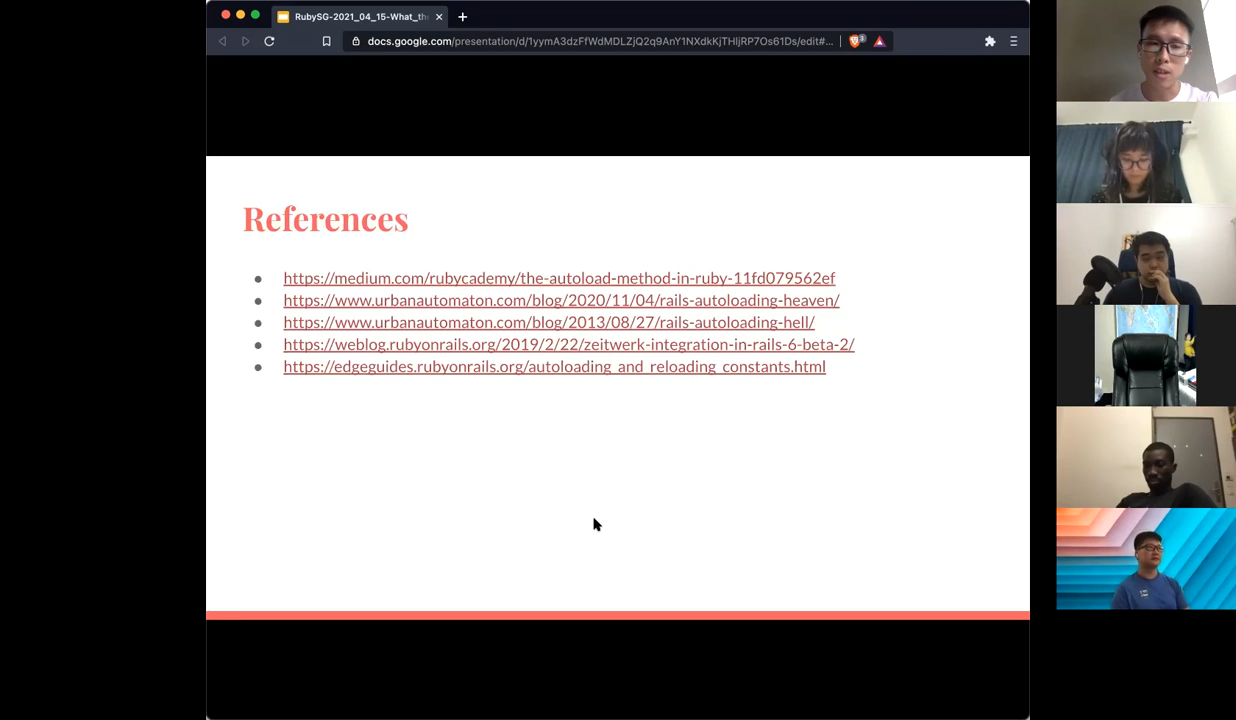 RubySG-2021_04_15-What_th
docs.google.com/presentation/d/1yymA3dzFfWdMDLZjQ2q9AnY1NXdkKjTHljRP7Os61Ds/edit#...
3
References
https://medium.com/rubycademy/the-autoload-method-in-ruby-11fd079562ef
https://www.urbanautomaton.com/blog/2020/11/04/rails-autoloading-heaven/
https://www.urbanautomaton.com/blog/2013/08/27/rails-autoloading-hell/
https://weblog.rubyonrails.org/2019/2/22/zeitwerk-integration-in-rails-6-beta-2/
https://edgeguides.rubyonrails.org/autoloading_and_reloading_constants.html